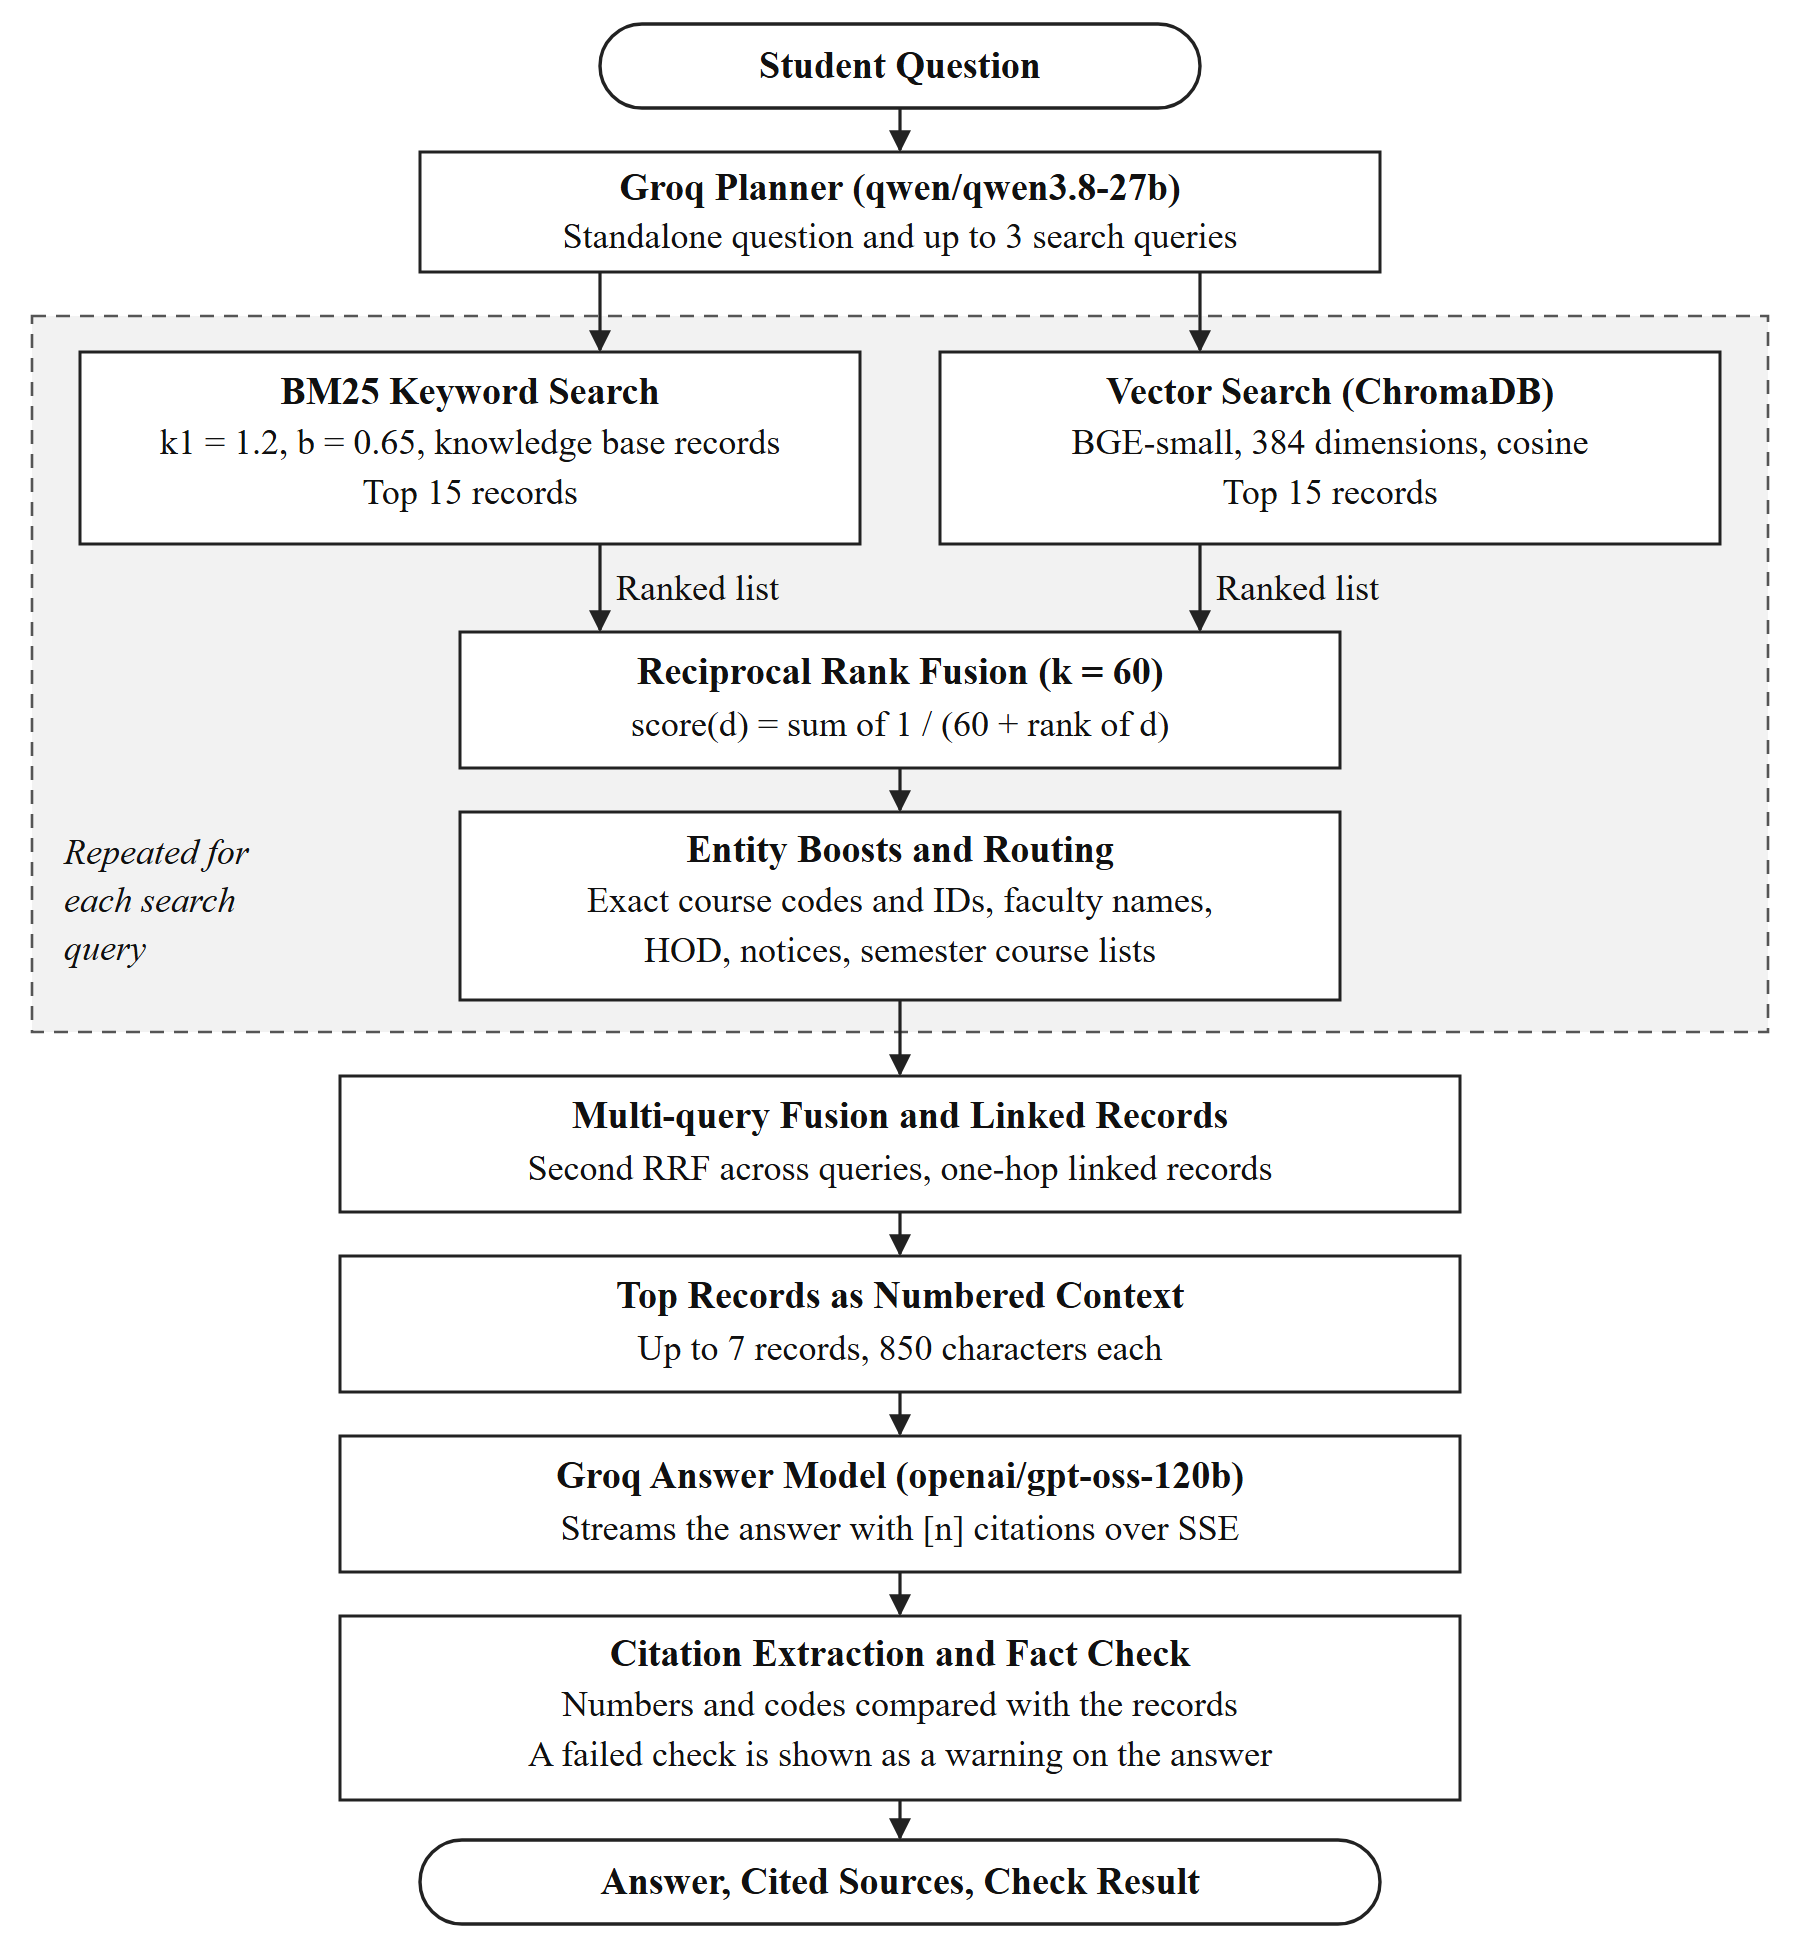 Student Question
Groq Planner (qwen/qwen3.8-27b)
Standalone question and up to 3 search queries
BM25 Keyword Search
k1 = 1.2, b = 0.65, knowledge base records
Top 15 records
Vector Search (ChromaDB)
BGE-small, 384 dimensions, cosine
Top 15 records
Ranked list
Ranked list
Reciprocal Rank Fusion (k = 60)
score(d) = sum of 1 / (60 + rank of d)
Entity Boosts and Routing
Exact course codes and IDs, faculty names,
HOD, notices, semester course lists
Repeated for
each search
query
Multi-query Fusion and Linked Records
Second RRF across queries, one-hop linked records
Top Records as Numbered Context
Up to 7 records, 850 characters each
Groq Answer Model (openai/gpt-oss-120b)
Streams the answer with [n] citations over SSE
Citation Extraction and Fact Check
Numbers and codes compared with the records
A failed check is shown as a warning on the answer
Answer, Cited Sources, Check Result